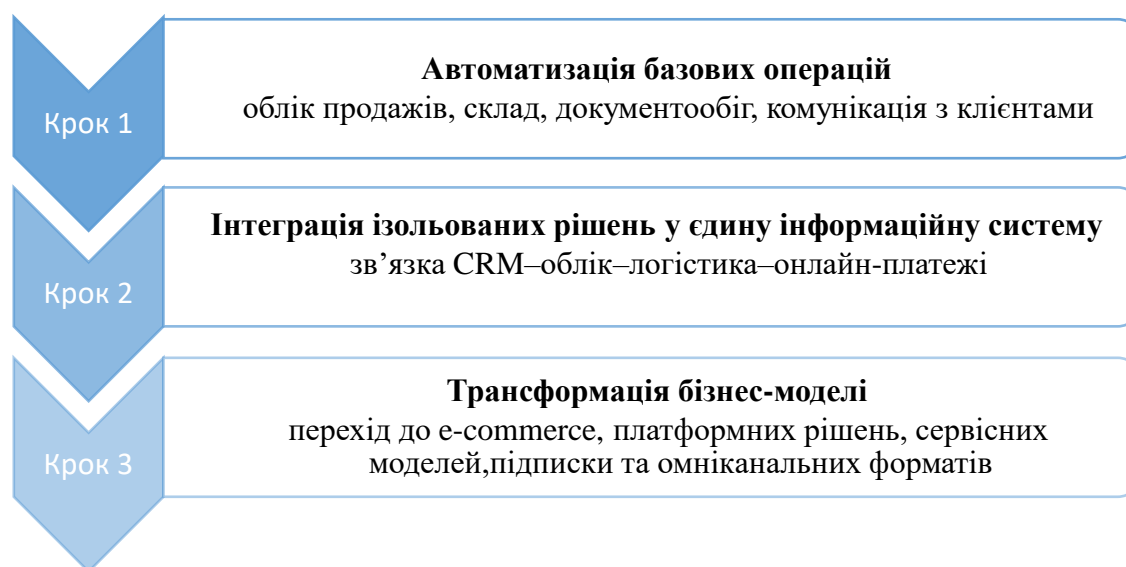 Крок 1
Автоматизація базових операцій
облік продажів, склад, документообіг, комунікація з клієнтами
Крок 2
Інтеграція ізольованих рішень у єдину інформаційну систему
зв’язка CRM–облік–логістика–онлайн-платежі
Крок 3
Трансформація бізнес-моделі
перехід до e-commerce, платформних рішень, сервісних
моделей,підписки та омніканальних форматів